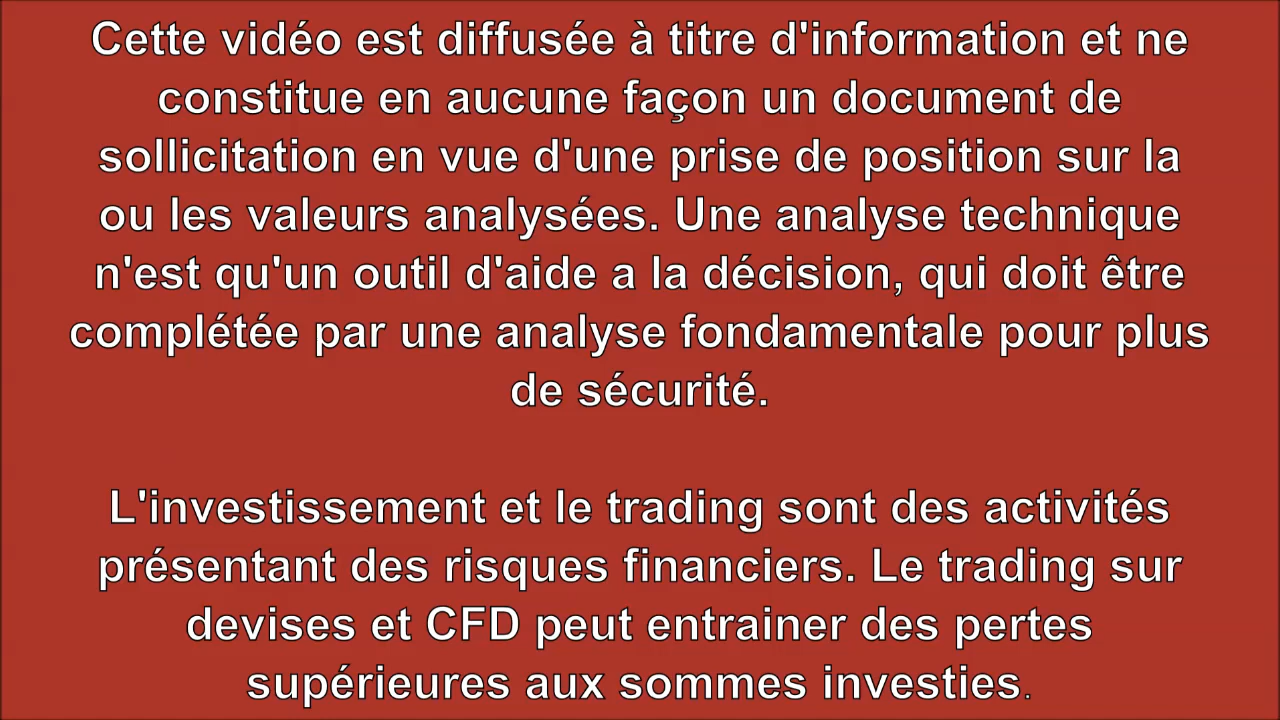 Cette vidéo est diffusée à titre d'information et ne
constitue en aucune façon un document de
sollicitation en vue d'une prise de position sur la
ou les valeurs analysées. Une analyse technique
n'est qu'un outil d'aide a la décision, qui doit être
complétée par une analyse fondamentale pour plus
de sécurité.
L'investissement et le trading sont des activités
présentant des risques financiers. Le trading sur
devises et CFD peut entrainer des pertes
supérieures aux sommes investies.